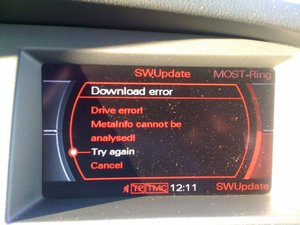 SWUpdate MOST-Ring
Download error
Drive error!
MetaInfo cannot be
analysed!
Try again
Cancel
TP TMC 12:11 SWUpdate